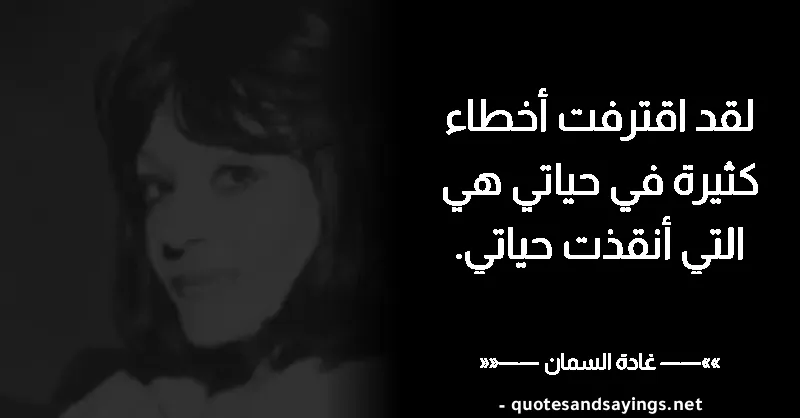 لقد اقترفت أخطاء
كثيرة في حياتي هي
التي أنقذت حياتي.
»»—— غادة السمان ——««
- quotesandsayings.net